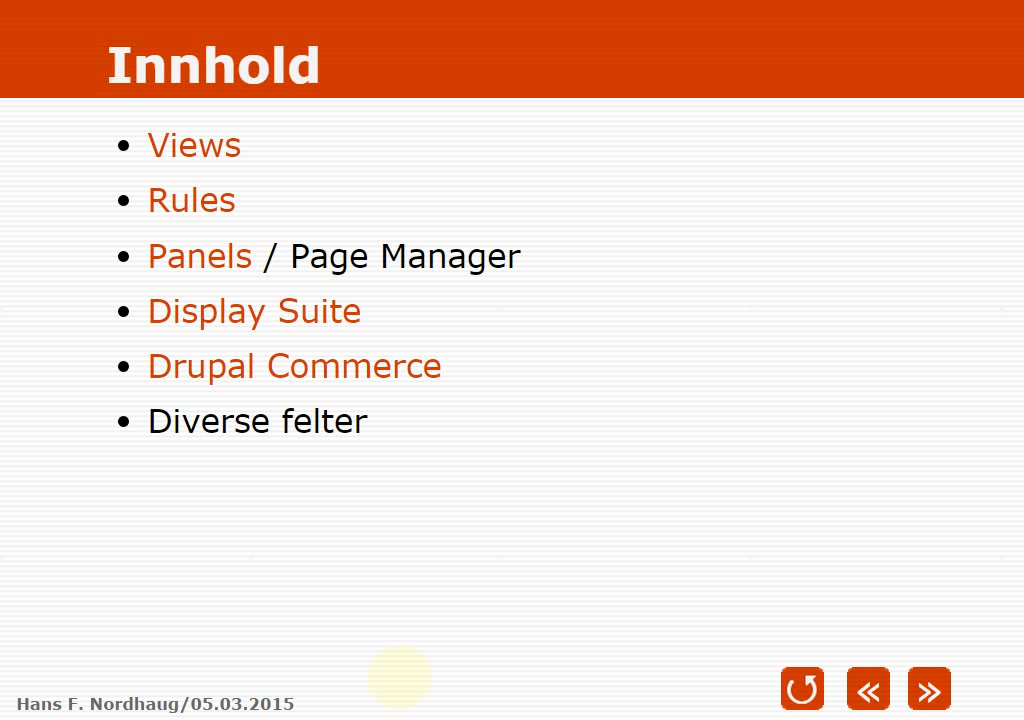 Innhold
• Views
• Rules
• Panels / Page Manager
• Display Suite
• Drupal Commerce
• Diverse felter
Hans F. Nordhaug/05.03.2015
« »